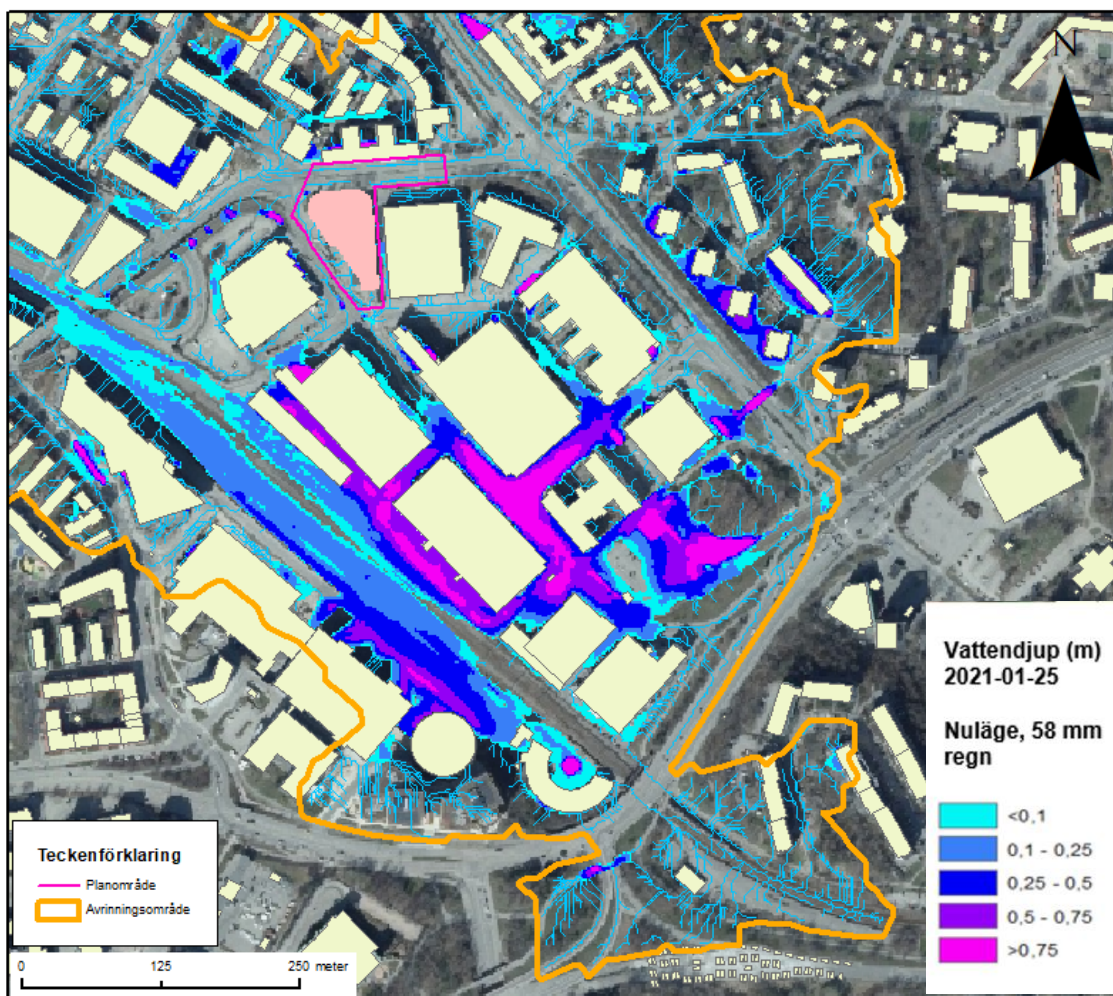 N
Vattendjup (m)
2021-01-25
Nuläge, 58 mm
regn
<0,1
0,1 - 0,25
0,25 - 0,5
0,5 - 0,75
>0,75
Teckenförklaring
Planområde
Avrinningsområde
0 125 250 meter